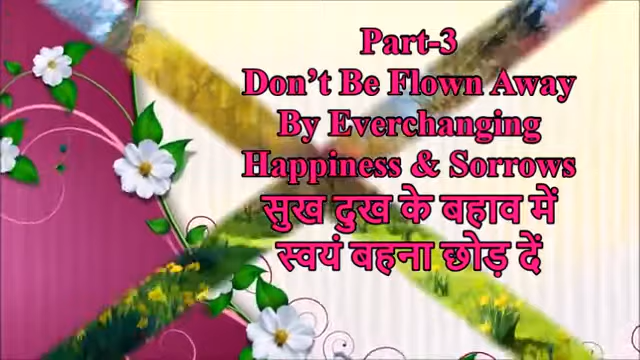 Part-3
Don't Be Flown Away
By Everchanging
Happiness & Sorrows
सुख दुख के बहाव में
स्वयं बहना छोड़ दें